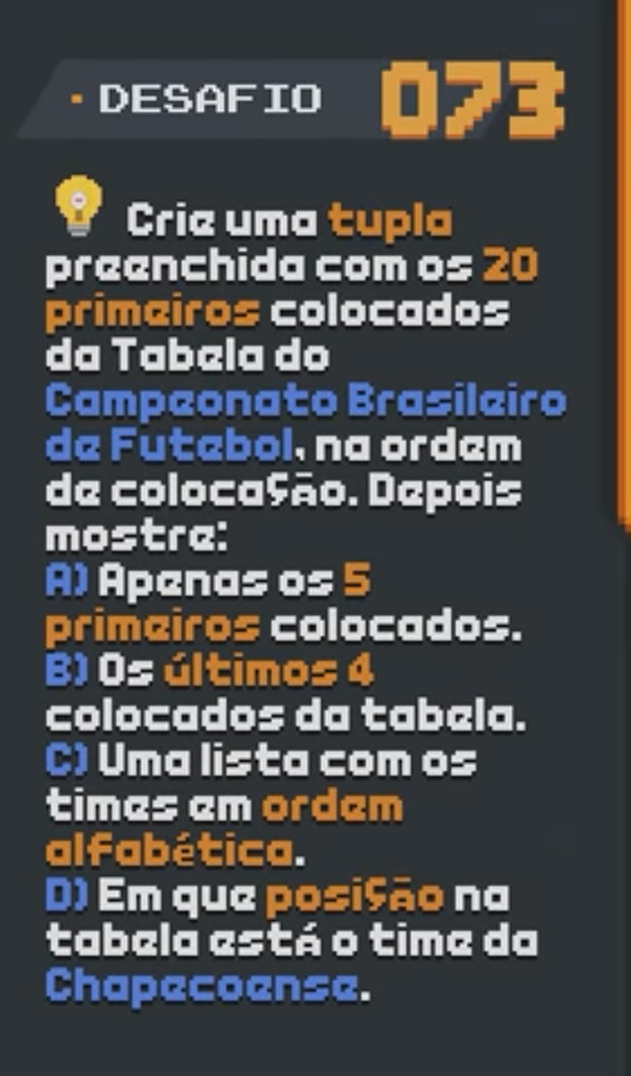 · DESAFIO 073
Crie uma tupla
preenchida com os 20
primeiros colocados
da Tabela do
Campeonato Brasileiro
de Futebol, na ordem
de colocação. Depois
mostre:
A) Apenas os 5
primeiros colocados.
B) Os últimos 4
colocados da tabela.
C) Uma lista com os
times em ordem
alfabética.
D) Em que posição na
tabela está o time da
Chapecoense.